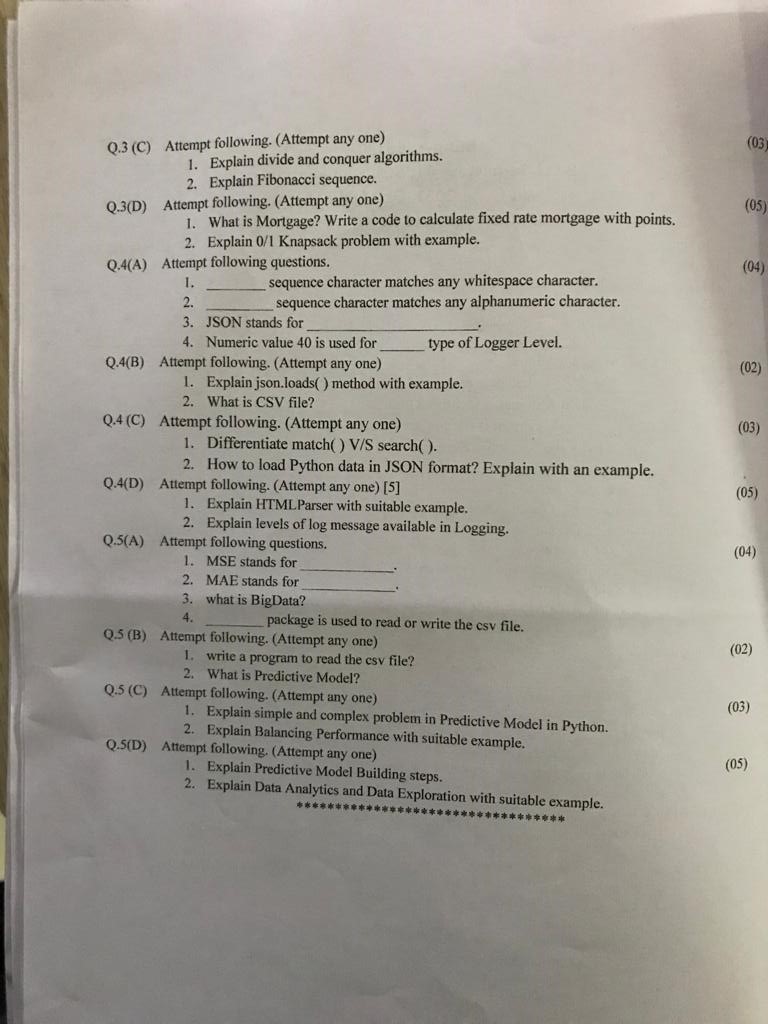 Q.3 (C) Attempt following. (Attempt any one) (03)
1. Explain divide and conquer algorithms.
2. Explain Fibonacci sequence.
Q.3(D) Attempt following. (Attempt any one) (05)
1. What is Mortgage? Write a code to calculate fixed rate mortgage with points.
2. Explain 0/1 Knapsack problem with example.
Q.4(A) Attempt following questions. (04)
1. ________ sequence character matches any whitespace character.
2. _________ sequence character matches any alphanumeric character.
3. JSON stands for _______________________.
4. Numeric value 40 is used for ______ type of Logger Level.
Q.4(B) Attempt following. (Attempt any one) (02)
1. Explain json.loads( ) method with example.
2. What is CSV file?
Q.4 (C) Attempt following. (Attempt any one) (03)
1. Differentiate match( ) V/S search( ).
2. How to load Python data in JSON format? Explain with an example.
Q.4(D) Attempt following. (Attempt any one) [5] (05)
1. Explain HTMLParser with suitable example.
2. Explain levels of log message available in Logging.
Q.5(A) Attempt following questions. (04)
1. MSE stands for _____________.
2. MAE stands for _____________.
3. what is BigData?
4. ________ package is used to read or write the csv file.
Q.5 (B) Attempt following. (Attempt any one) (02)
1. write a program to read the csv file?
2. What is Predictive Model?
Q.5 (C) Attempt following. (Attempt any one) (03)
1. Explain simple and complex problem in Predictive Model in Python.
2. Explain Balancing Performance with suitable example.
Q.5(D) Attempt following. (Attempt any one) (05)
1. Explain Predictive Model Building steps.
2. Explain Data Analytics and Data Exploration with suitable example.
***********************************